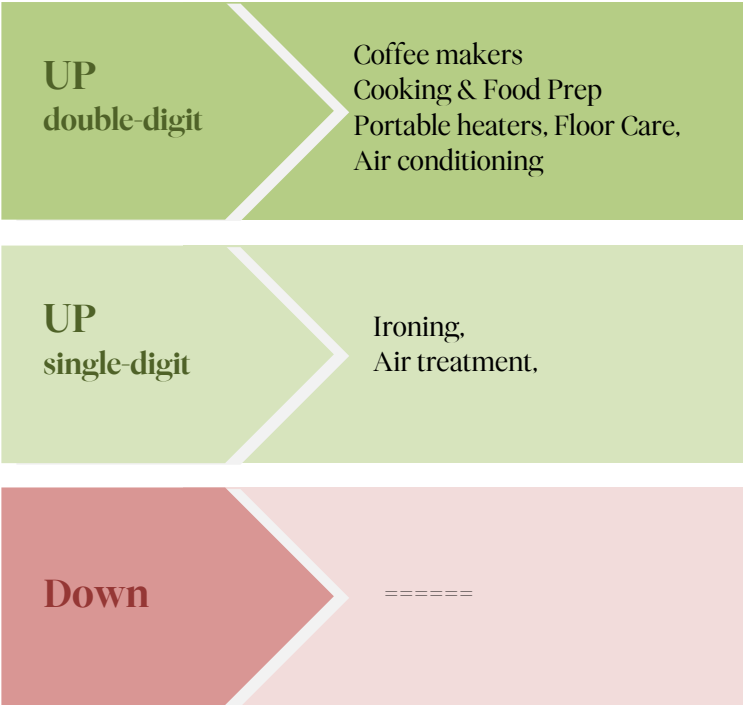 UP
double-digit
Coffee makers
Cooking & Food Prep
Portable heaters, Floor Care,
Air conditioning
UP
single-digit
Ironing,
Air treatment,
Down
======